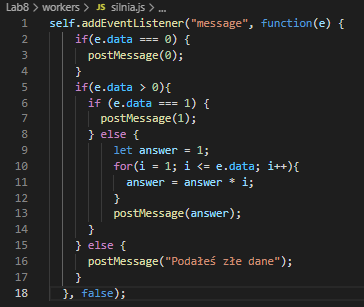 Lab8 > workers > JS silnia.js > ...
1 self.addEventListener("message", function(e) {
2 if(e.data === 0) {
3 postMessage(0);
4 }
5 if(e.data > 0){
6 if (e.data === 1) {
7 postMessage(1);
8 } else {
9 let answer = 1;
10 for(i = 1; i <= e.data; i++){
11 answer = answer * i;
12 }
13 postMessage(answer);
14 }
15 } else {
16 postMessage("Podałeś złe dane");
17 }
18 }, false);